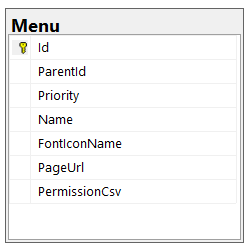 Menu
Id
ParentId
Priority
Name
FontIconName
PageUrl
PermissionCsv